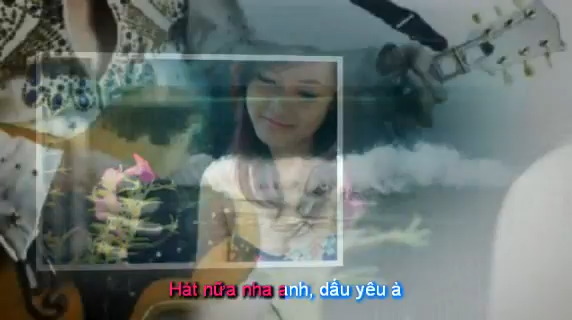 Hát nữa nha anh, dấu yêu à